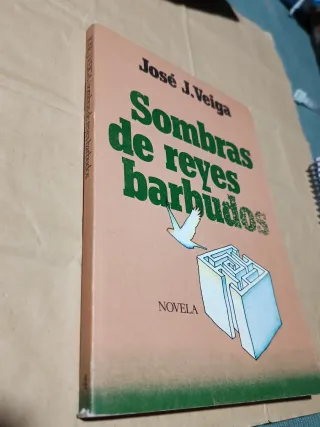 José J. Veiga
Sombras
de reyes
barbudos
NOVELA